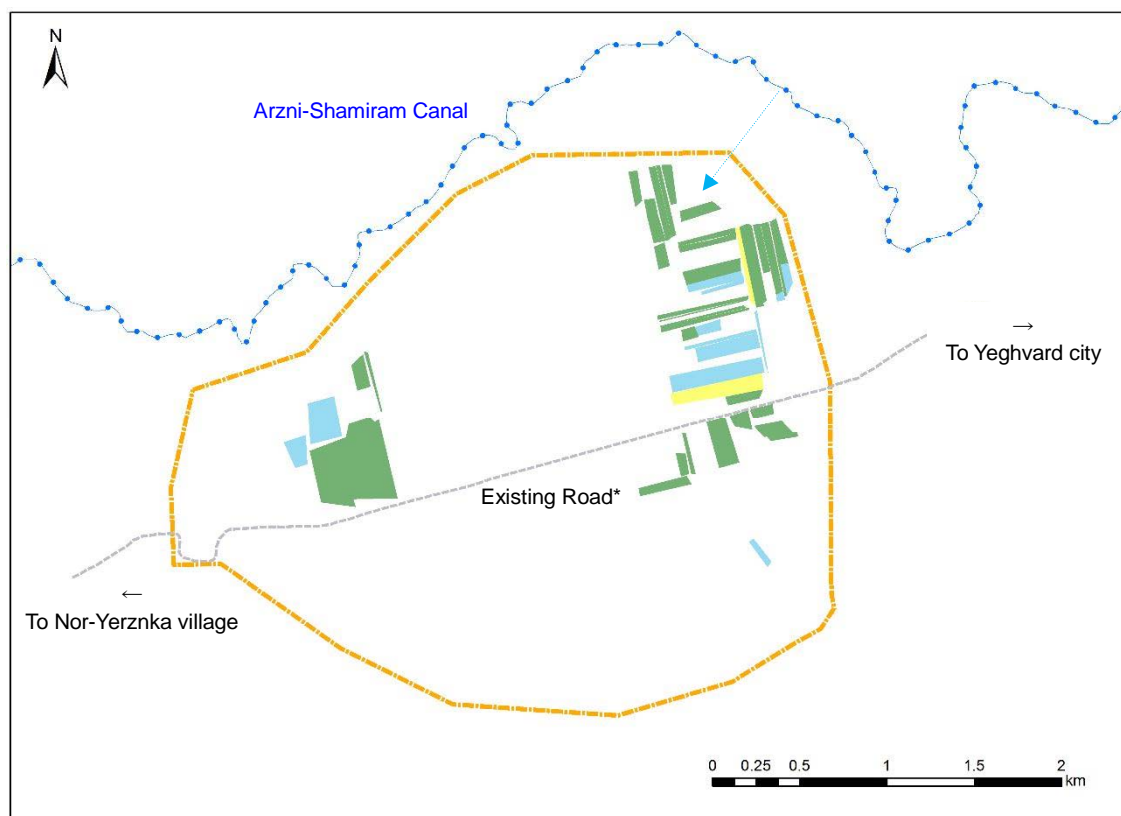 N
Arzni-Shamiram Canal
→
To Yeghvard city
Existing Road*
←
To Nor-Yerznka village
0 0.25 0.5 1 1.5 2
km